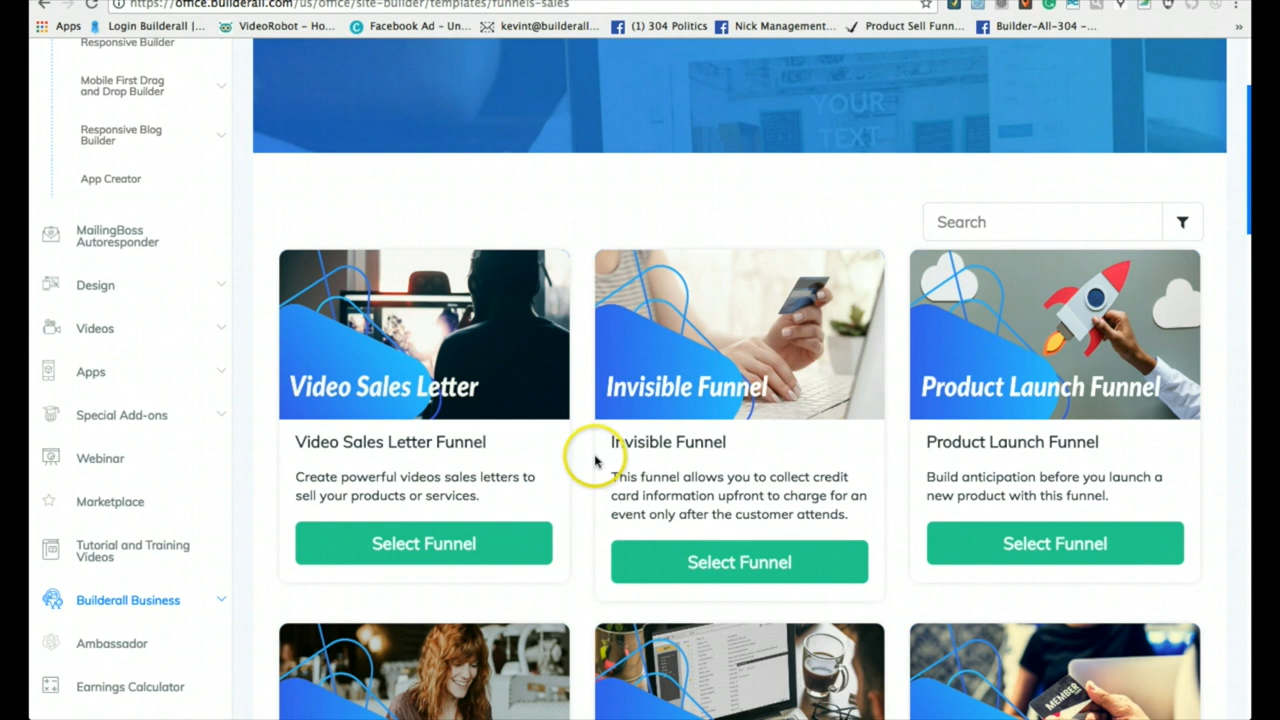 https://office.builderall.com/us/office/site-builder/templates/funnels-sales
Apps
Login Builderall |...
VideoRobot - Ho...
Facebook Ad - Un...
kevint@builderall...
(1) 304 Politics
Nick Management...
Product Sell Funn...
Builder-All-304 -...
»
Responsive Builder
Mobile First Drag
and Drop Builder
Responsive Blog
Builder
App Creator
MailingBoss
Autoresponder
Design
Videos
Apps
Special Add-ons
Webinar
Marketplace
Tutorial and Training
Videos
Builderall Business
Ambassador
Earnings Calculator
YOUR
TEXT
Search
Video Sales Letter
Video Sales Letter Funnel
Create powerful videos sales letters to
sell your products or services.
Select Funnel
Invisible Funnel
Invisible Funnel
This funnel allows you to collect credit
card information upfront to charge for an
event only after the customer attends.
Select Funnel
Product Launch Funnel
Product Launch Funnel
Build anticipation before you launch a
new product with this funnel.
Select Funnel
MEMBER